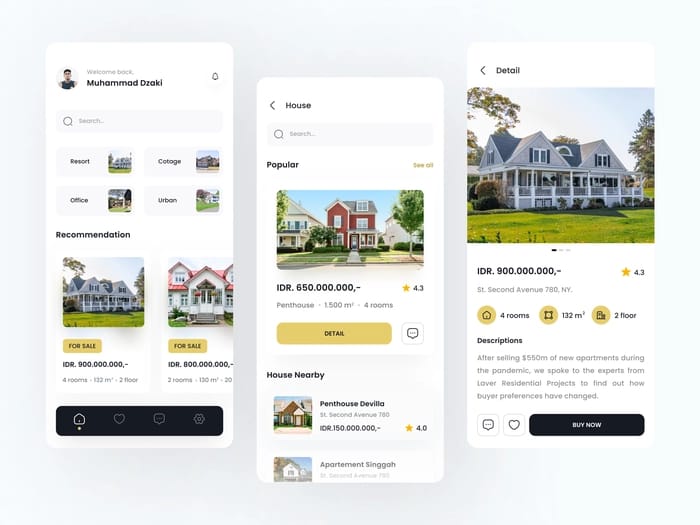 Welcome back,
Muhammad Dzaki
Search...
Resort
Cotage
Office
Urban
Recommendation
FOR SALE
FOR SALE
IDR. 900.000.000,-
IDR. 800.000.000,-
4 rooms • 132 m² • 2 floor
2 rooms • 130 m² • 20
House
Search...
Popular
See all
IDR. 650.000.000,-
4.3
Penthouse • 1.500 m² • 4 rooms
DETAIL
House Nearby
Penthouse Devilla
St. Second Avenue 780
IDR.150.000.000,-
4.0
Apartement Singgah
St. Second Avenue 780
Detail
IDR. 900.000.000,-
4.3
St. Second Avenue 780, NY.
4 rooms
132 m²
2 floor
Descriptions
After selling $550m of new apartments during
the pandemic, we spoke to the experts from
Laver Residential Projects to find out how
buyer preferences have changed.
BUY NOW